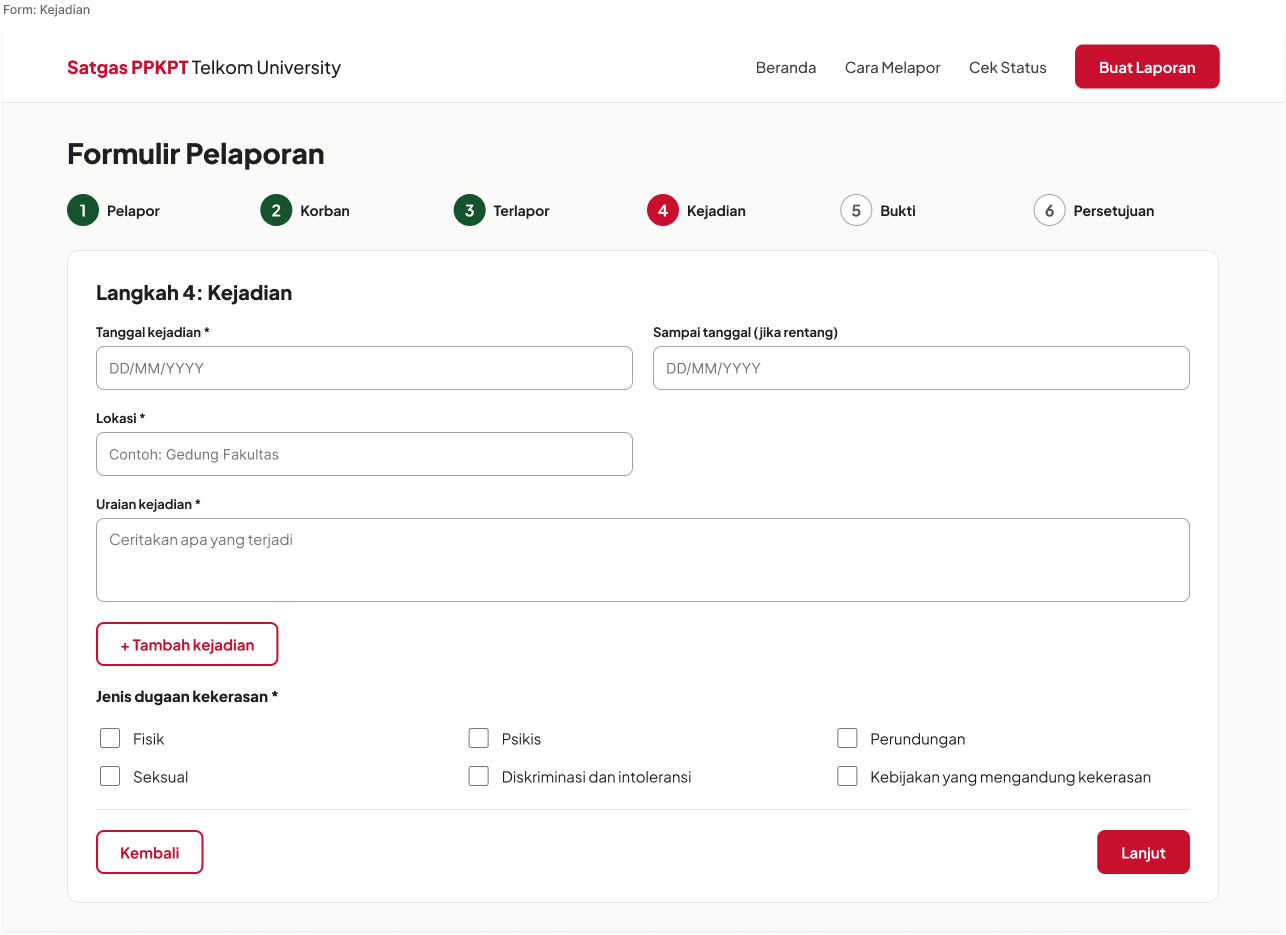 Form: Kejadian
Satgas PPKPT Telkom University
Beranda
Cara Melapor
Cek Status
Buat Laporan
Formulir Pelaporan
1 Pelapor
2 Korban
3 Terlapor
4 Kejadian
5 Bukti
6 Persetujuan
Langkah 4: Kejadian
Tanggal kejadian *
DD/MM/YYYY
Sampai tanggal (jika rentang)
DD/MM/YYYY
Lokasi *
Contoh: Gedung Fakultas
Uraian kejadian *
Ceritakan apa yang terjadi
+ Tambah kejadian
Jenis dugaan kekerasan *
Fisik
Psikis
Perundungan
Seksual
Diskriminasi dan intoleransi
Kebijakan yang mengandung kekerasan
Kembali
Lanjut